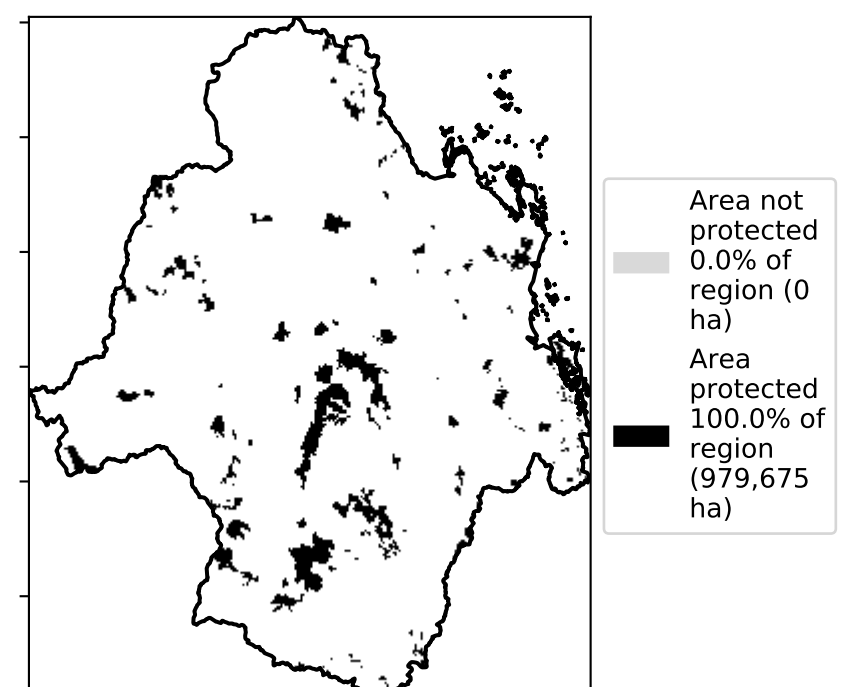 Area not
protected
0.0% of
region (0
ha)
Area
protected
100.0% of
region
(979,675
ha)